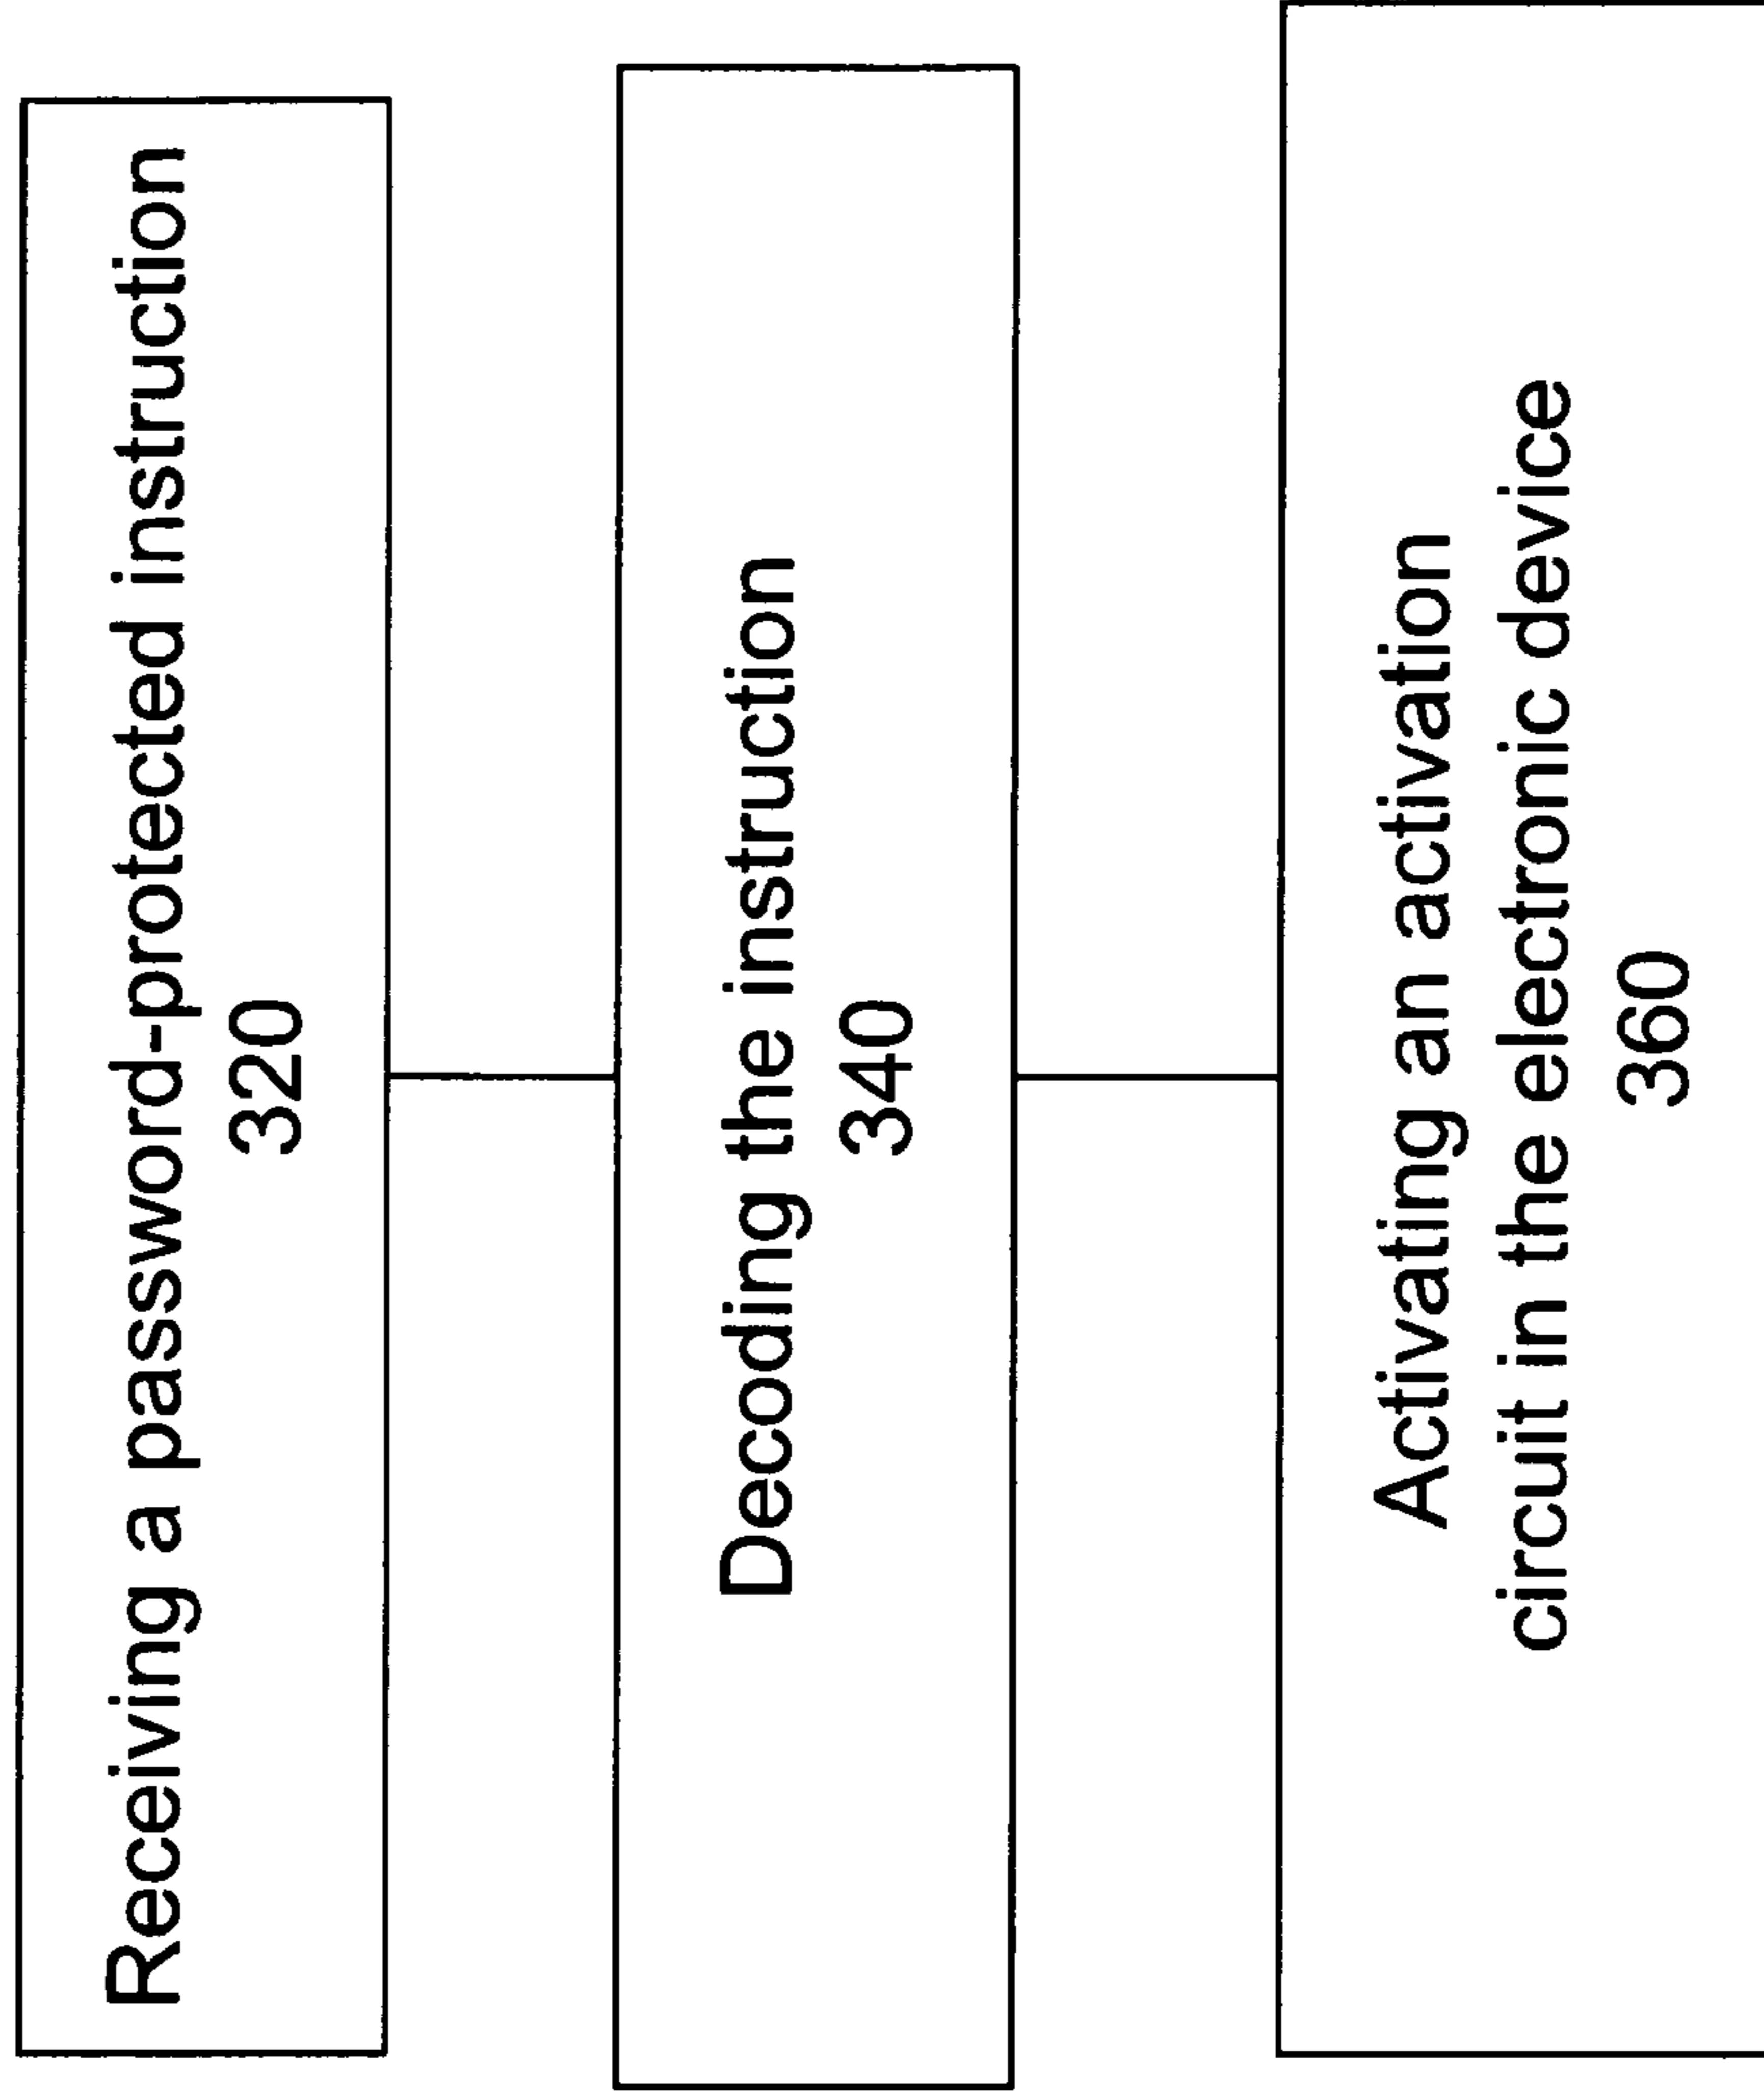 Receiving a password-protected instruction
320
Decoding the instruction
340
Activating an activation
circuit in the electronic device
360